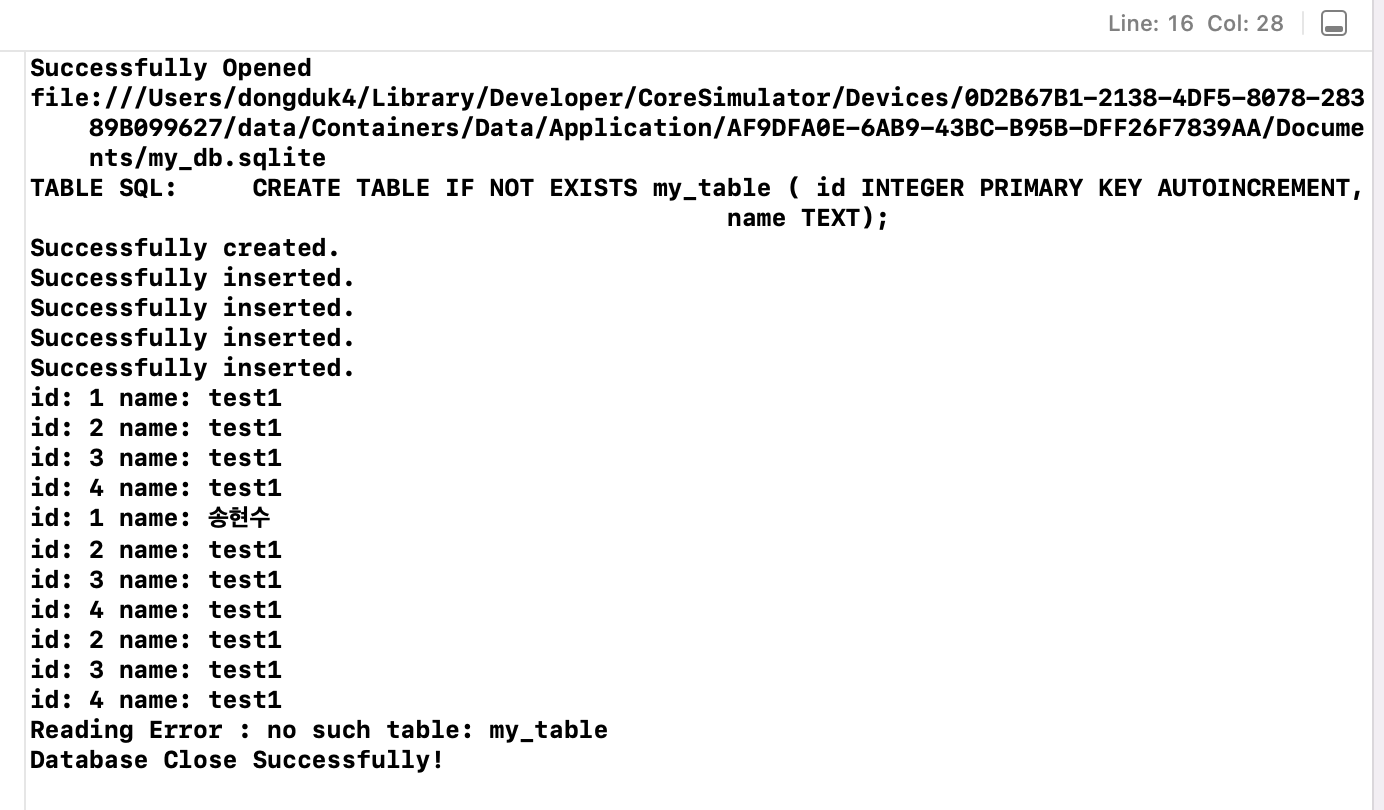 Line: 16 Col: 28
Successfully Opened
file:///Users/dongduk4/Library/Developer/CoreSimulator/Devices/0D2B67B1-2138-4DF5-8078-283
89B099627/data/Containers/Data/Application/AF9DFA0E-6AB9-43BC-B95B-DFF26F7839AA/Docume
nts/my_db.sqlite
TABLE SQL:     CREATE TABLE IF NOT EXISTS my_table ( id INTEGER PRIMARY KEY AUTOINCREMENT,
name TEXT);
Successfully created.
Successfully inserted.
Successfully inserted.
Successfully inserted.
Successfully inserted.
id: 1 name: test1
id: 2 name: test1
id: 3 name: test1
id: 4 name: test1
id: 1 name: 송현수
id: 2 name: test1
id: 3 name: test1
id: 4 name: test1
id: 2 name: test1
id: 3 name: test1
id: 4 name: test1
Reading Error : no such table: my_table
Database Close Successfully!